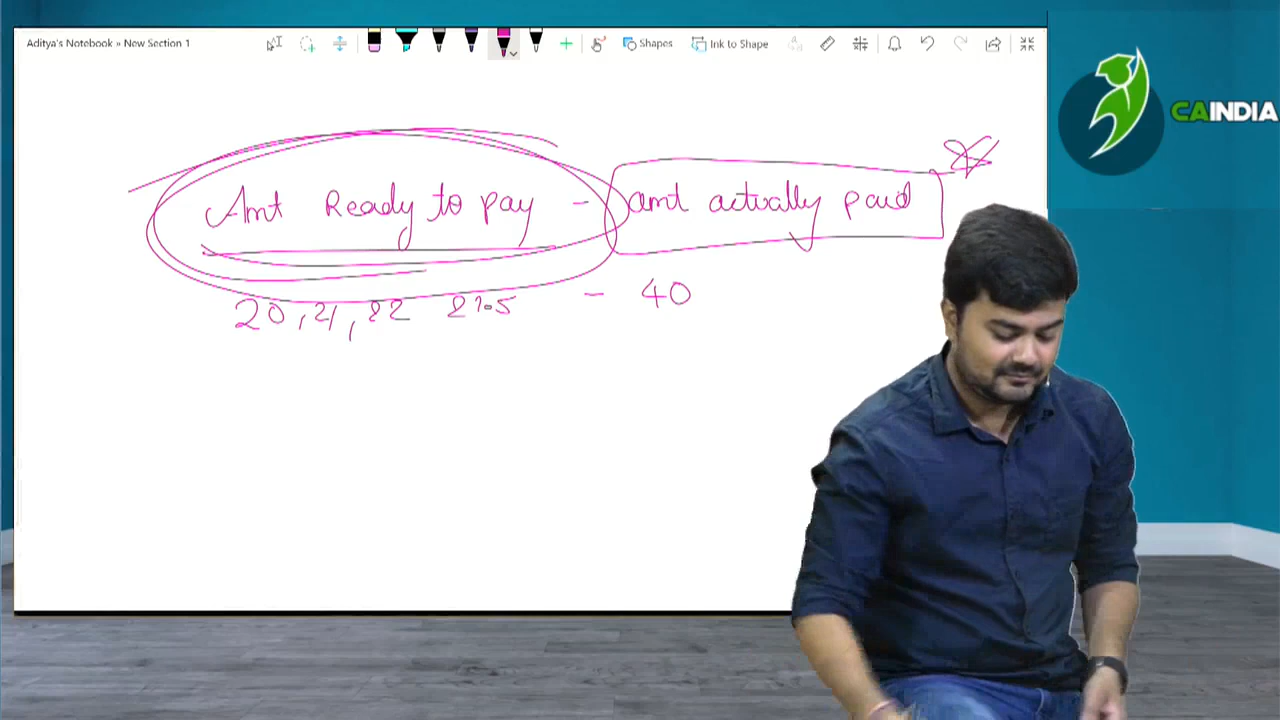 Aditya's Notebook » New Section 1
Shapes
Ink to Shape
CAINDIA
Amt Ready to pay - amt actually paid
20, 21, 22 21.5 - 40